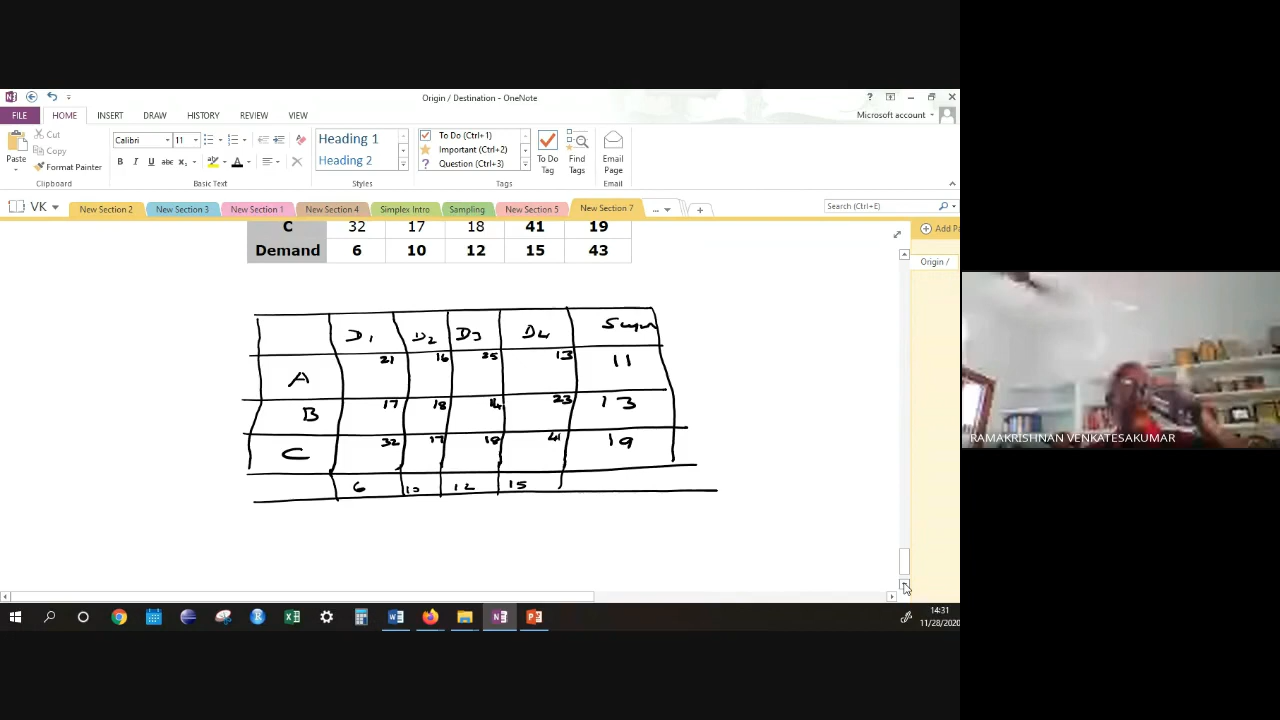 Origin / Destination - OneNote
FILE HOME INSERT DRAW HISTORY REVIEW VIEW
Microsoft account
Paste
Cut
Copy
Format Painter
Clipboard
Calibri 11
B I U abc X₂ A
Basic Text
Heading 1
Heading 2
Styles
To Do (Ctrl+1)
Important (Ctrl+2)
Question (Ctrl+3)
Tags
To Do Tag
Find Tags
Email Page
Email
VK New Section 2 New Section 3 New Section 1 New Section 4 Simplex Intro Sampling New Section 5 New Section 7 ... +
Search (Ctrl+E)
Add Pa
Origin /
C 32 17 18 41 19
Demand 6 10 12 15 43
D1 D2 D3 D4
A 21 16 25 13 11
B 17 18 14 23 13
C 32 17 18 41 19
6 10 12 15
RAMAKRISHNAN VENKATESAKUMAR
14:31
11/28/2020